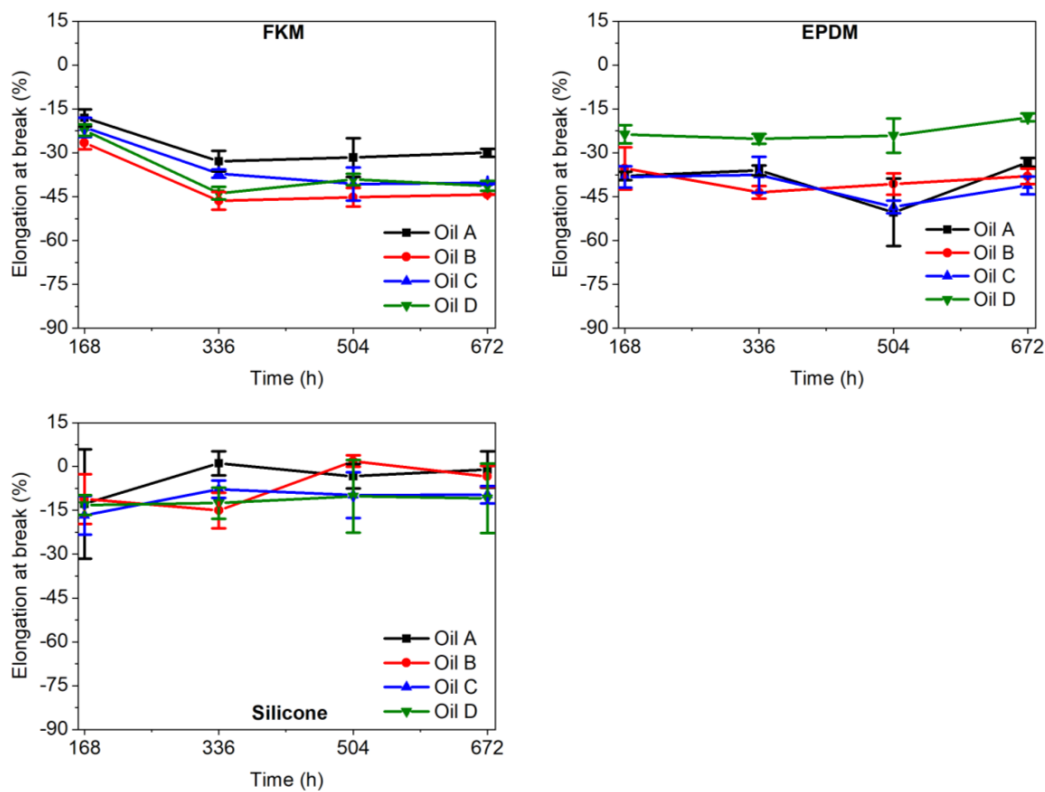 FKM
Elongation at break (%)
15
0
-15
-30
-45
-60
-75
-90
Oil A
Oil B
Oil C
Oil D
168
336
504
672
Time (h)
EPDM
Elongation at break (%)
15
0
-15
-30
-45
-60
-75
-90
Oil A
Oil B
Oil C
Oil D
168
336
504
672
Time (h)
Elongation at break (%)
15
0
-15
-30
-45
-60
-75
-90
Oil A
Oil B
Oil C
Oil D
Silicone
168
336
504
672
Time (h)